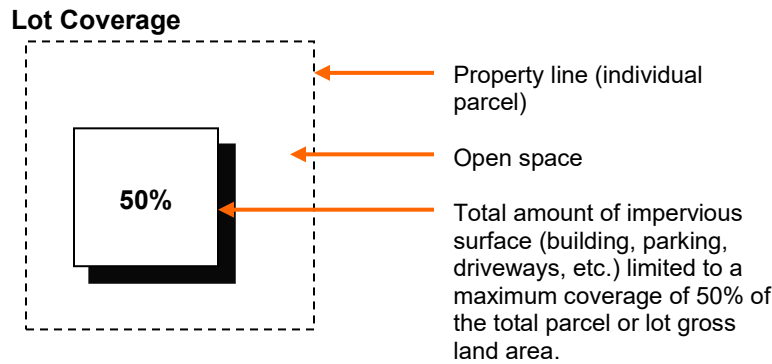 Lot Coverage
Property line (individual
parcel)
Open space
50%
Total amount of impervious
surface (building, parking,
driveways, etc.) limited to a
maximum coverage of 50% of
the total parcel or lot gross
land area.